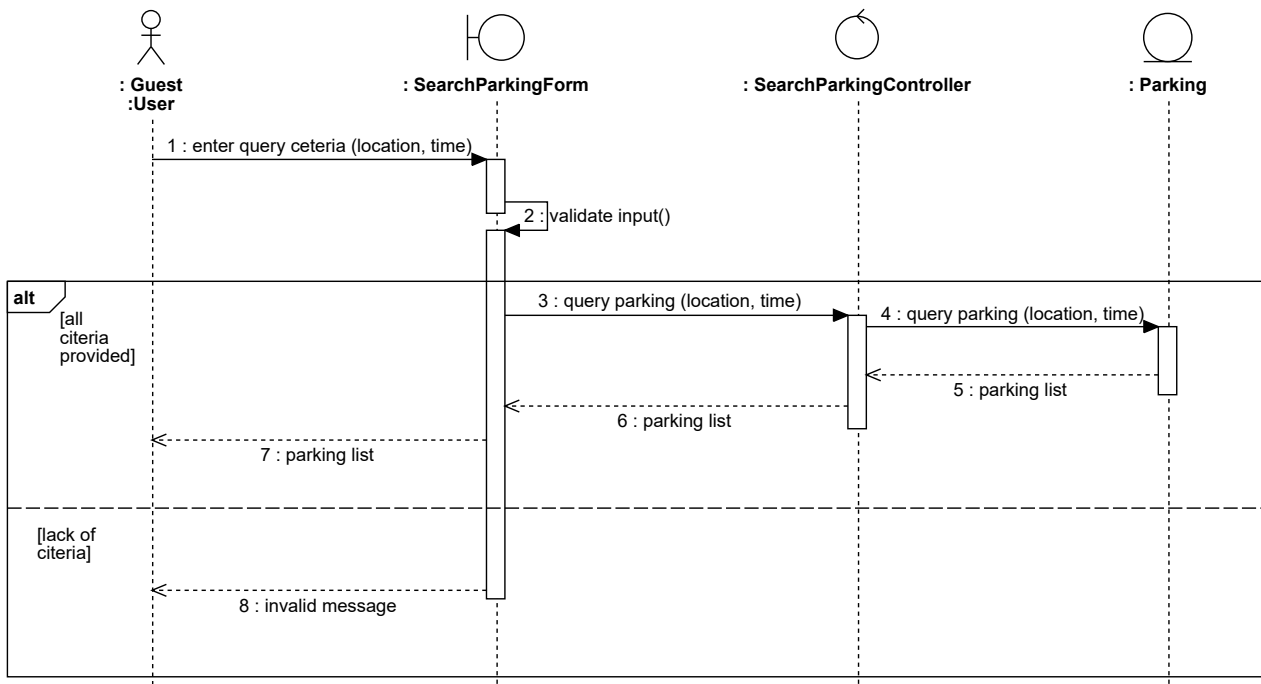 : Guest
:User
: SearchParkingForm
: SearchParkingController
: Parking
1 : enter query ceteria (location, time)
2 : validate input()
alt
[all
citeria
provided]
3 : query parking (location, time)
4 : query parking (location, time)
5 : parking list
6 : parking list
7 : parking list
[lack of
citeria]
8 : invalid message